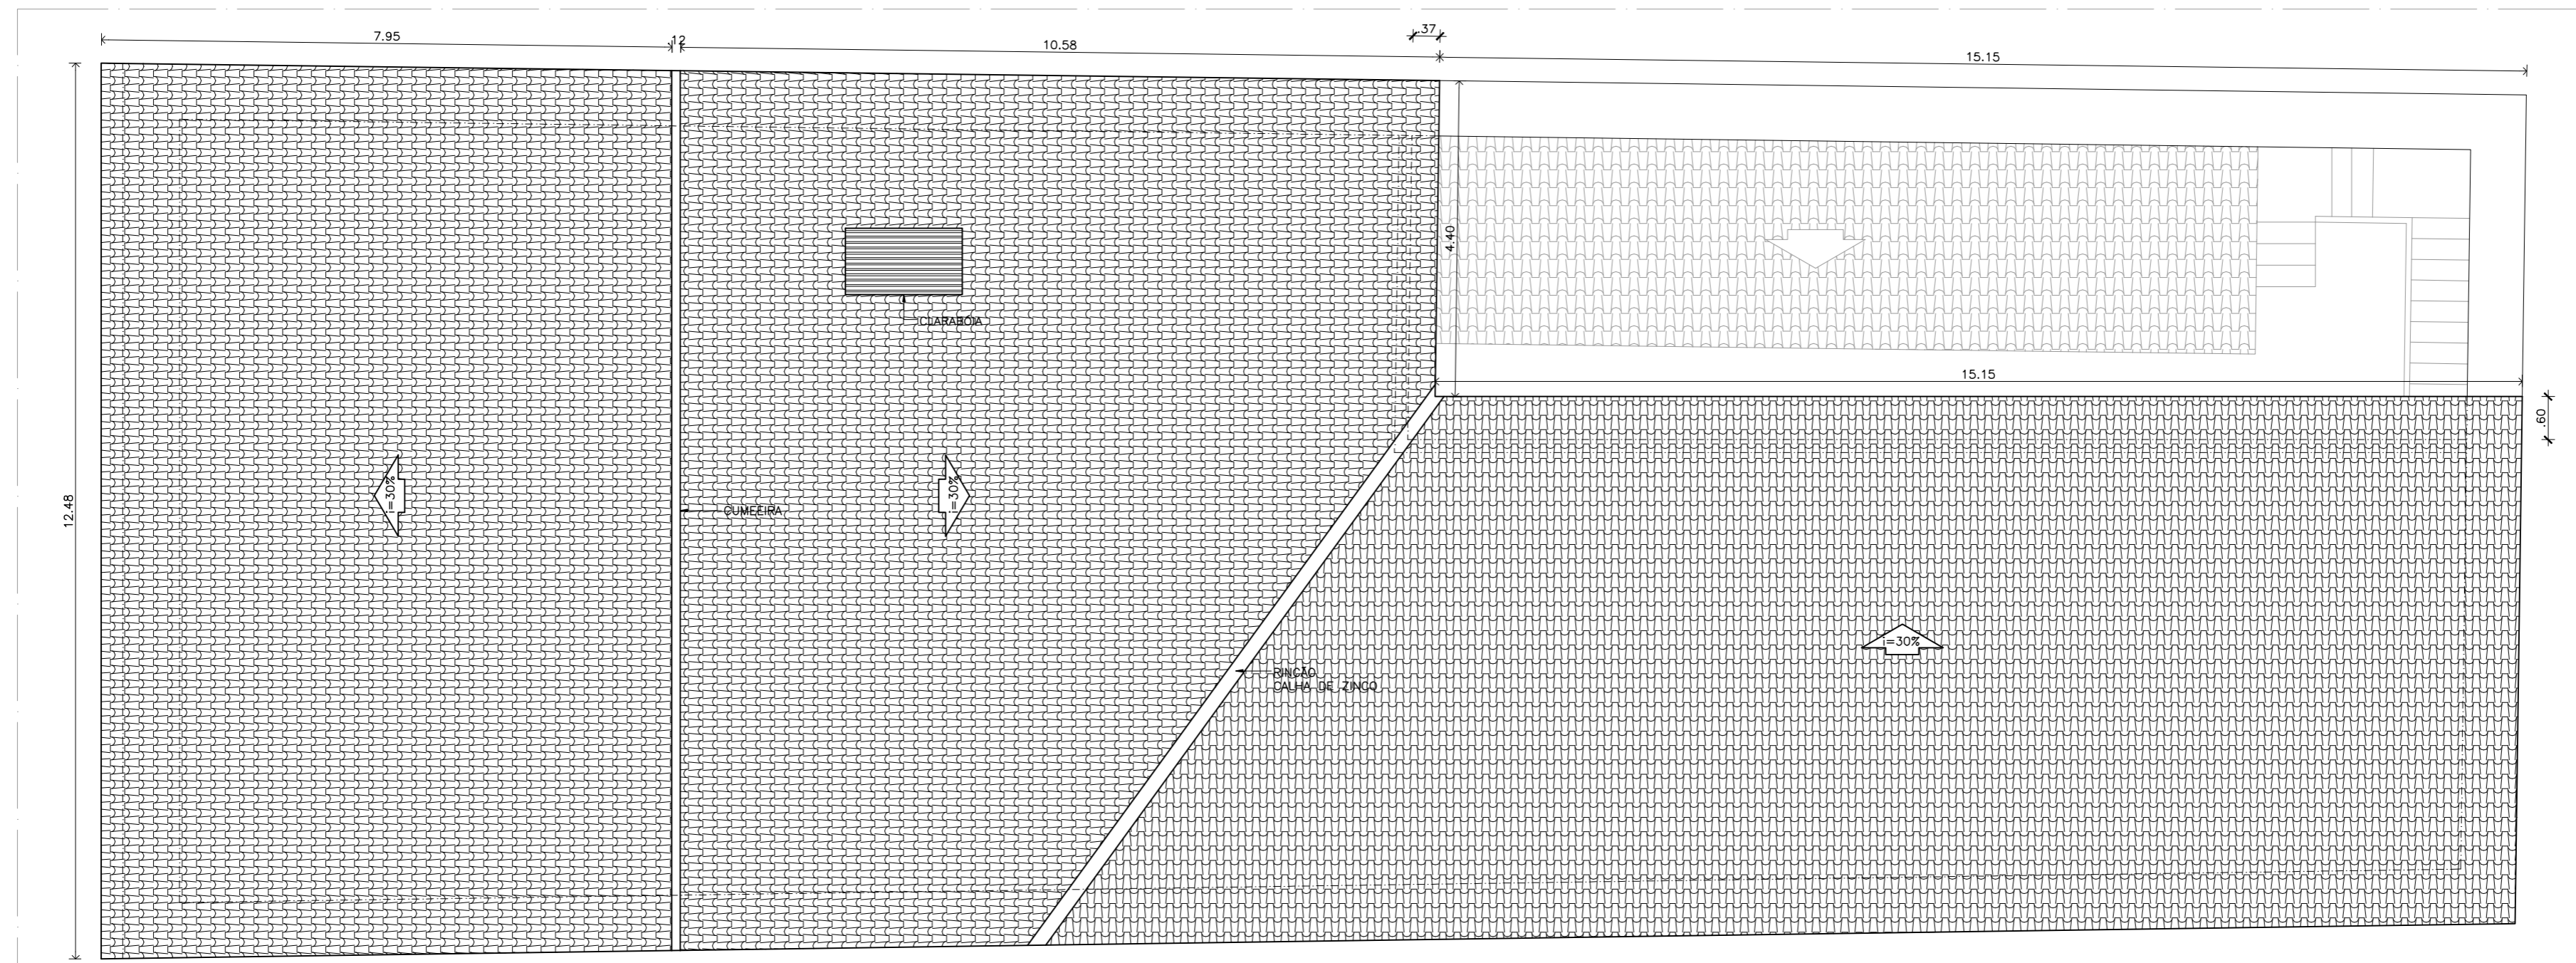 7.95
.12
10.58
.37
15.15
4.40
CLARABÓIA
15.15
.60
12.48
i=30%
i=30%
CUMEEIRA
i=30%
RINCÃO
CALHA DE ZINCO